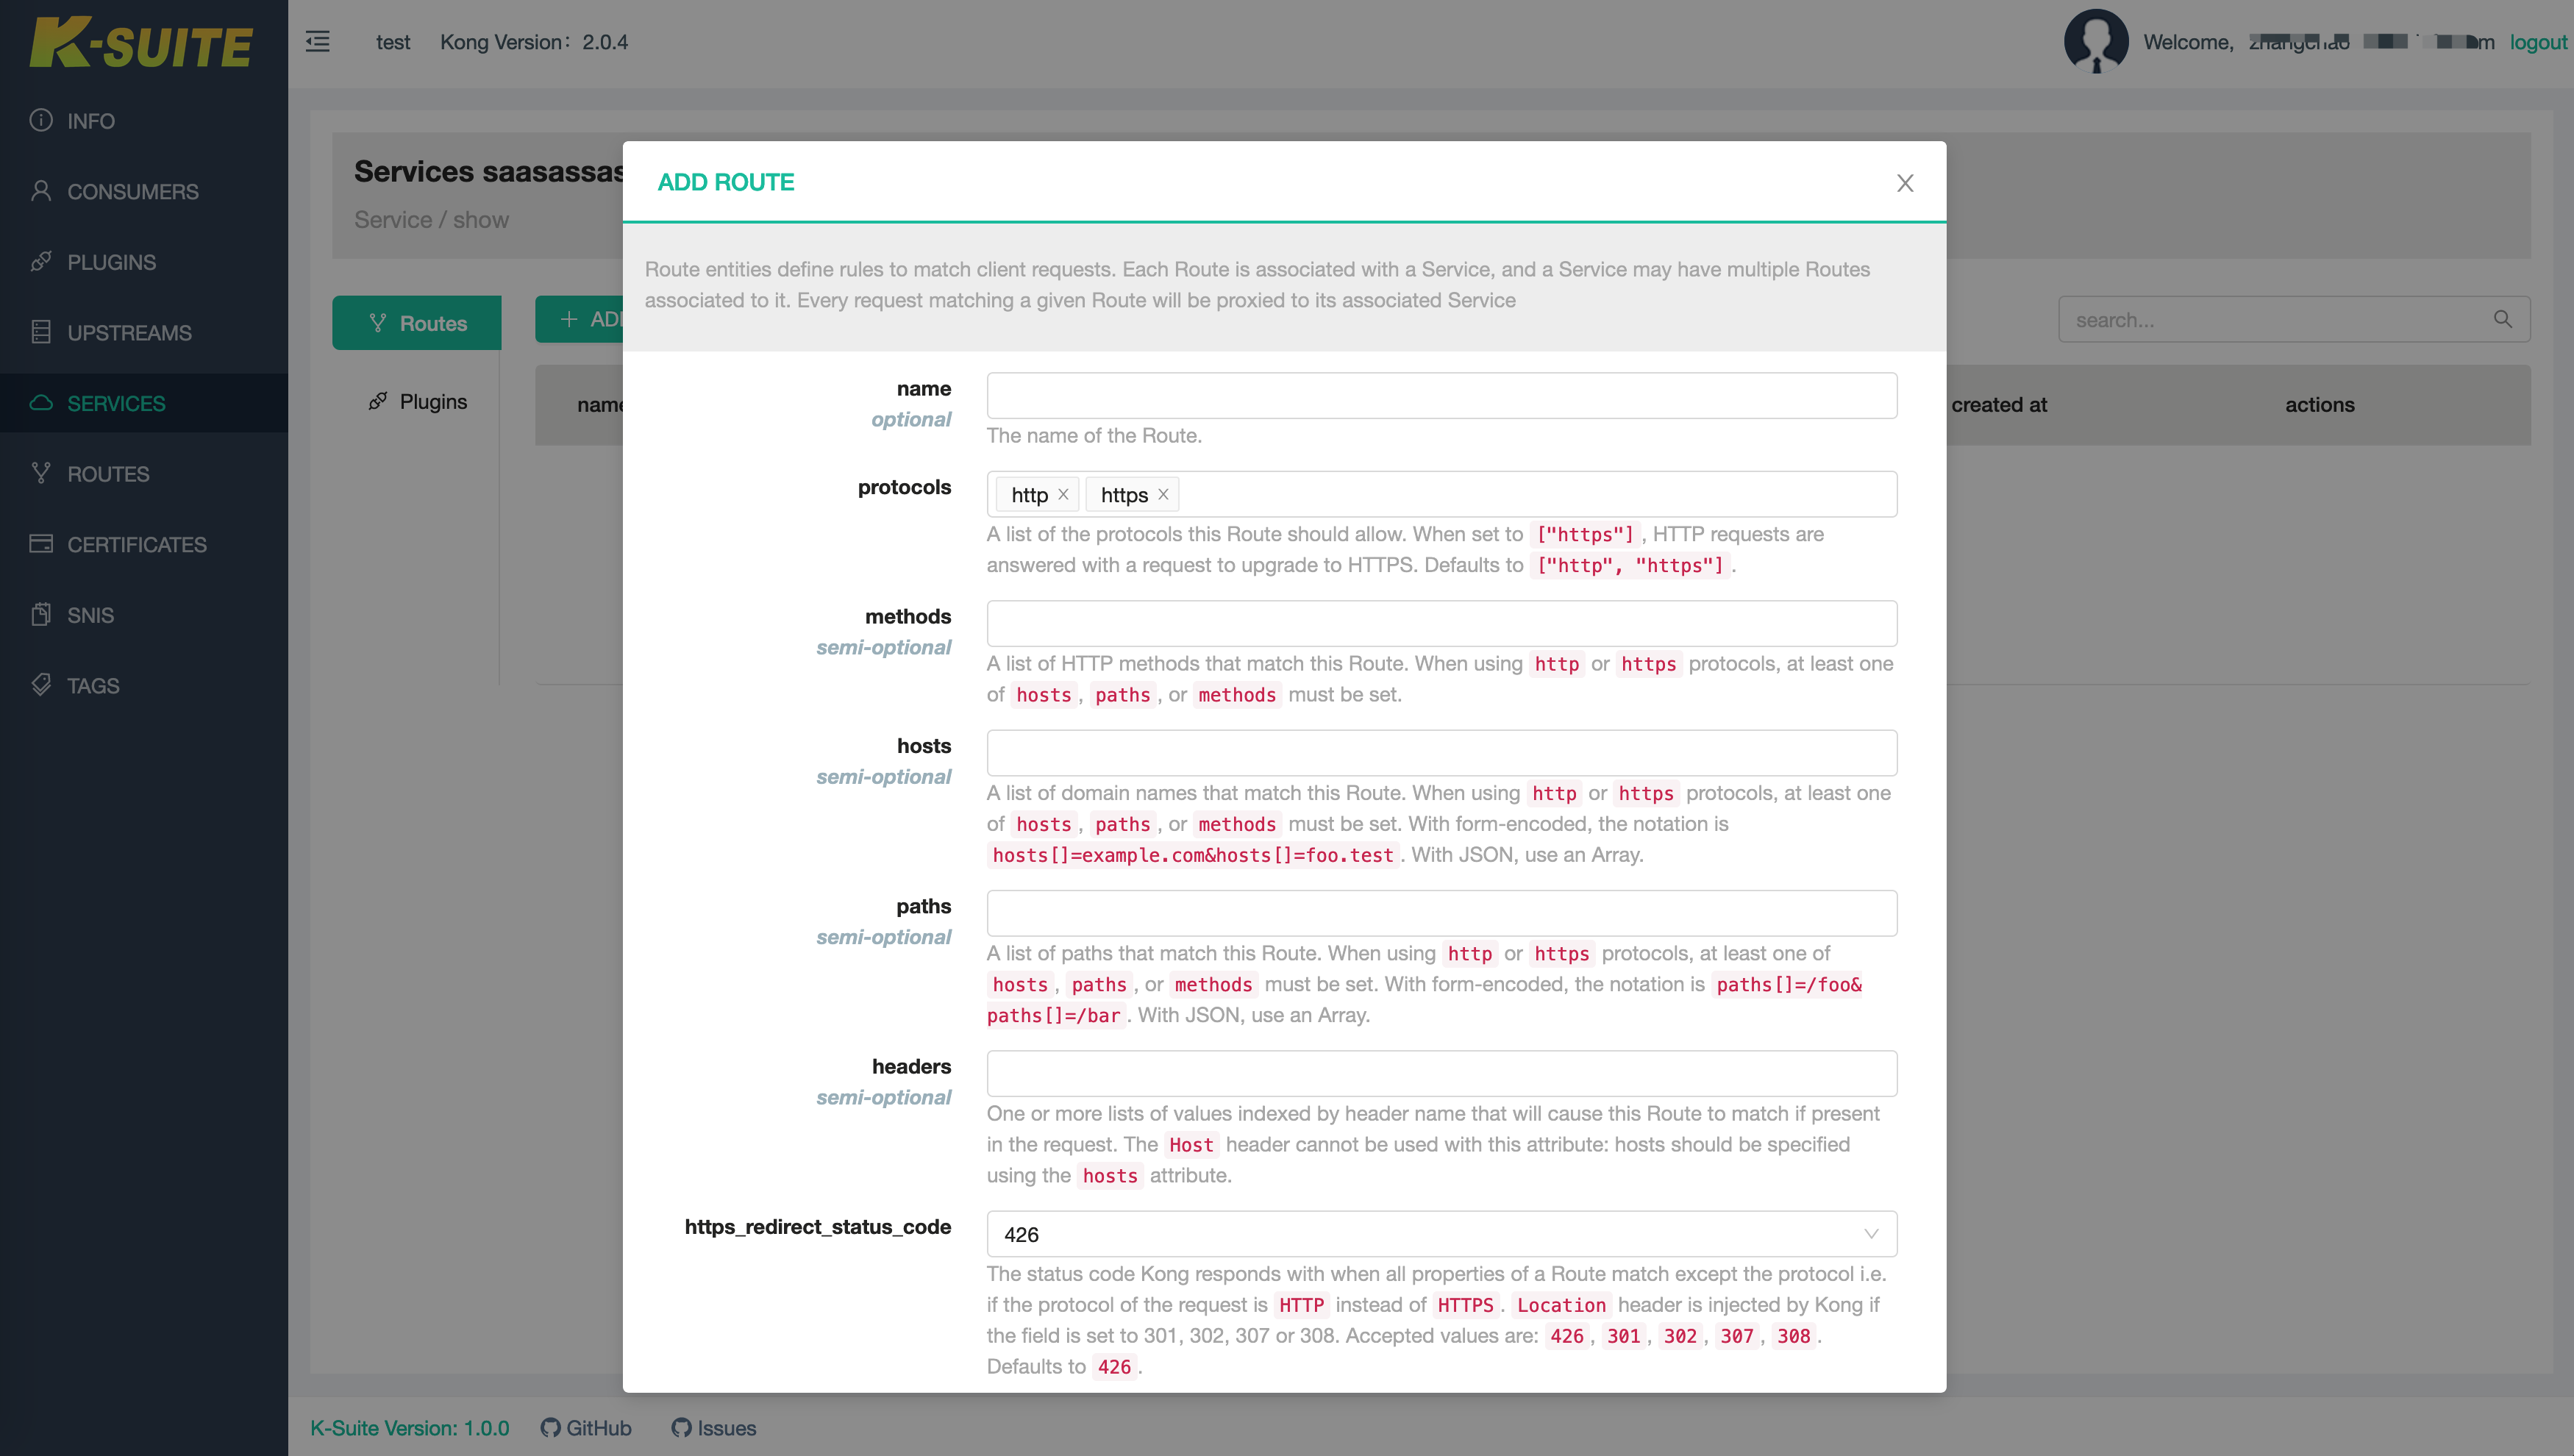 K-SUITE
test Kong Version: 2.0.4
Welcome, logout
INFO
CONSUMERS
PLUGINS
UPSTREAMS
SERVICES
ROUTES
CERTIFICATES
SNIS
TAGS
Services saasassas
Service / show
Routes
Plugins
search...
name created at actions
ADD ROUTE
Route entities define rules to match client requests. Each Route is associated with a Service, and a Service may have multiple Routes
associated to it. Every request matching a given Route will be proxied to its associated Service
name
optional
The name of the Route.
protocols
http https
A list of the protocols this Route should allow. When set to ["https"] , HTTP requests are
answered with a request to upgrade to HTTPS. Defaults to ["http", "https"] .
methods
semi-optional
A list of HTTP methods that match this Route. When using http or https protocols, at least one
of hosts , paths , or methods must be set.
hosts
semi-optional
A list of domain names that match this Route. When using http or https protocols, at least one
of hosts , paths , or methods must be set. With form-encoded, the notation is
hosts[]=example.com&hosts[]=foo.test . With JSON, use an Array.
paths
semi-optional
A list of paths that match this Route. When using http or https protocols, at least one of
hosts , paths , or methods must be set. With form-encoded, the notation is paths[]=/foo&
paths[]=/bar . With JSON, use an Array.
headers
semi-optional
One or more lists of values indexed by header name that will cause this Route to match if present
in the request. The Host header cannot be used with this attribute: hosts should be specified
using the hosts attribute.
https_redirect_status_code
426
The status code Kong responds with when all properties of a Route match except the protocol i.e.
if the protocol of the request is HTTP instead of HTTPS . Location header is injected by Kong if
the field is set to 301, 302, 307 or 308. Accepted values are: 426 , 301 , 302 , 307 , 308 .
Defaults to 426 .
K-Suite Version: 1.0.0 GitHub Issues